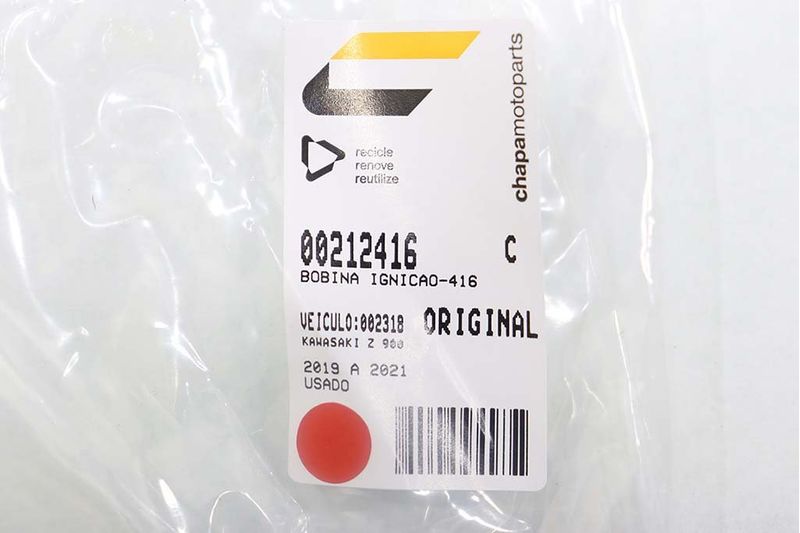 chapamotoparts
recicle
renove
reutilize
00212416 C
BOBINA IGNICAO-416
VEICULO:002318 ORIGINAL
KAWASAKI Z 900
2019 A 2021
USADO